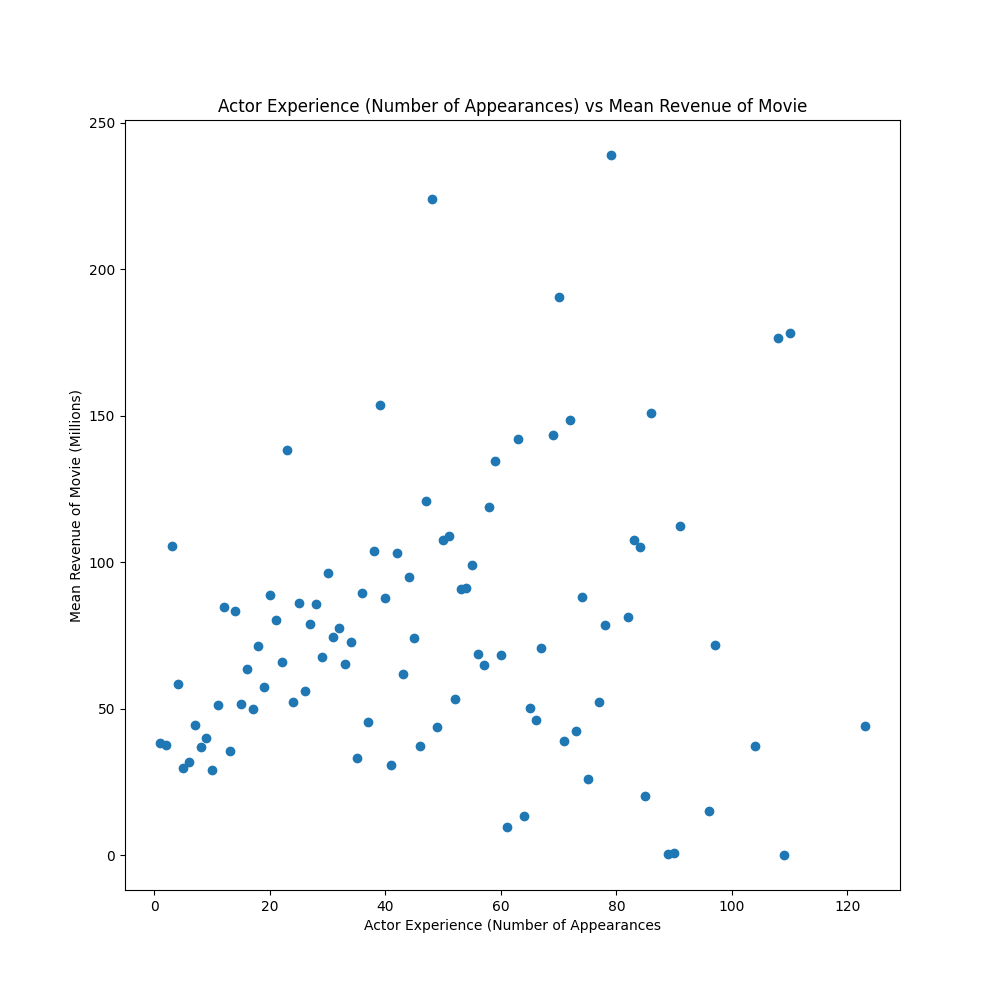 Actor Experience (Number of Appearances) vs Mean Revenue of Movie
250
200
150
100
50
0
Mean Revenue of Movie (Millions)
0 20 40 60 80 100 120
Actor Experience (Number of Appearances